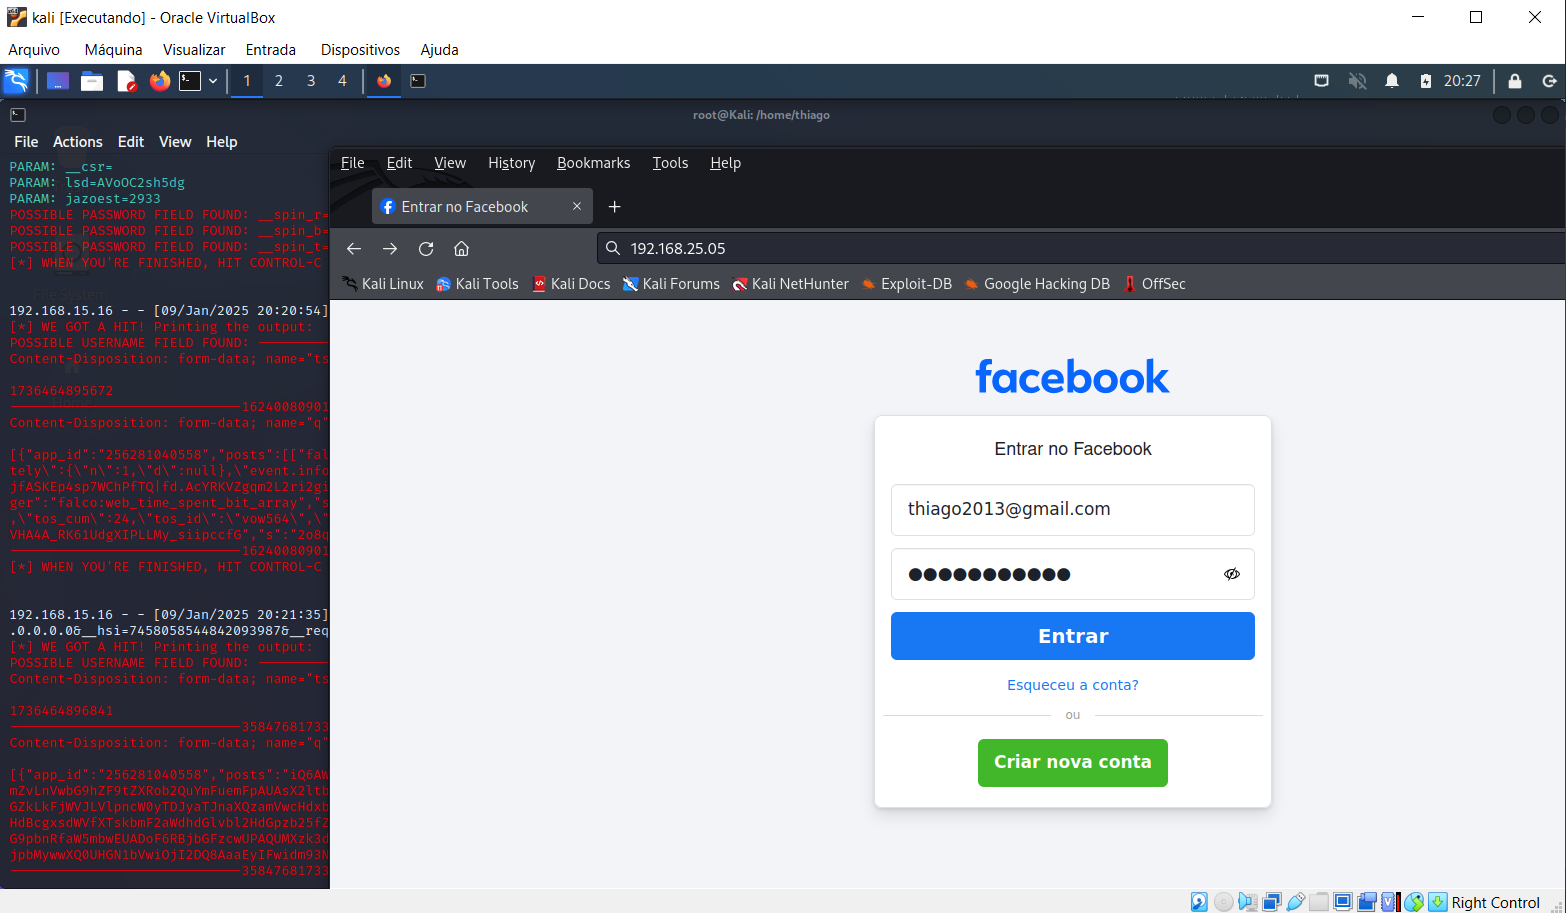 kali [Executando] - Oracle VirtualBox
Arquivo Máquina Visualizar Entrada Dispositivos Ajuda
1 2 3 4 20:27
root@Kali: /home/thiago
File Actions Edit View Help
PARAM: __csr=
PARAM: lsd=AVoOC2sh5dg
PARAM: jazoest=2933
POSSIBLE PASSWORD FIELD FOUND: __spin_r=
POSSIBLE PASSWORD FIELD FOUND: __spin_b=
POSSIBLE PASSWORD FIELD FOUND: __spin_t=
[*] WHEN YOU'RE FINISHED, HIT CONTROL-C
192.168.15.16 - - [09/Jan/2025 20:20:54]
[*] WE GOT A HIT! Printing the output:
POSSIBLE USERNAME FIELD FOUND:
Content-Disposition: form-data; name="ts
1736464895672
16240080901
Content-Disposition: form-data; name="q"
[{"app_id":"256281040558","posts":[["fal
tely\":{\"n\":1,\"d\":null},\"event.info
jfASKEp4sp7WChPfTQ|fd.AcYRKVZgqm2L2ri2gi
ger":"falco:web_time_spent_bit_array","s
,\"tos_cum\":24,\"tos_id\":\"vow564\",\"
VHA4A_RK61UdgXIPLLMy_siipccfG","s":"2o8q
16240080901
[*] WHEN YOU'RE FINISHED, HIT CONTROL-C
192.168.15.16 - - [09/Jan/2025 20:21:35]
.0.0.0.0&__hsi=7458058544842093987&__req
[*] WE GOT A HIT! Printing the output:
POSSIBLE USERNAME FIELD FOUND:
Content-Disposition: form-data; name="ts
1736464896841
35847681733
Content-Disposition: form-data; name="q"
[{"app_id":"256281040558","posts":"iQ6AW
mZvLnVwbG9hZF9tZXRob2QuYmFuemFpAUAsX2ltb
GZkLkFjWVJLVlpncW0yTDJyaTJnaXQzamVwcHdxb
HdBcgxsdWVfXTskbmF2aWdhdGlvbl2HdGpzb25fZ
G9pbnRfaW5mbwEUADoF6RBjbGFzcwUPAQUMXzk3d
jpbMywwXQ0UHGN1bVwiOjI2DQ8AaaEyIFwidm93N
35847681733
File Edit View History Bookmarks Tools Help
Entrar no Facebook
192.168.25.05
Kali Linux Kali Tools Kali Docs Kali Forums Kali NetHunter Exploit-DB Google Hacking DB OffSec
facebook
Entrar no Facebook
thiago2013@gmail.com
●●●●●●●●●●●
Entrar
Esqueceu a conta?
ou
Criar nova conta
Right Control